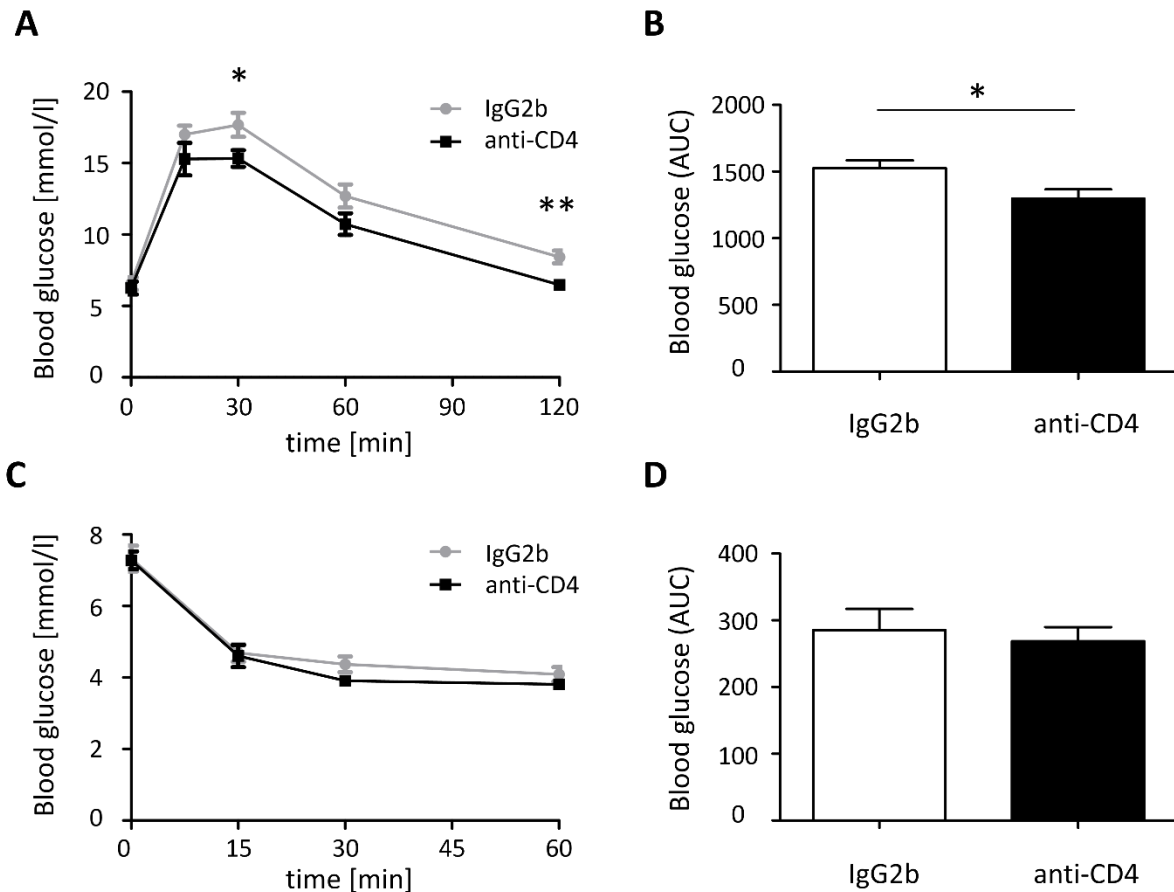 A
Blood glucose [mmol/l]
20
15
10
5
0
*
**
IgG2b
anti-CD4
0 30 60 90 120
time [min]
B
Blood glucose (AUC)
2000
1500
1000
500
0
*
IgG2b anti-CD4
C
Blood glucose [mmol/l]
8
6
4
2
0
IgG2b
anti-CD4
0 15 30 45 60
time [min]
D
Blood glucose (AUC)
400
300
200
100
0
IgG2b anti-CD4